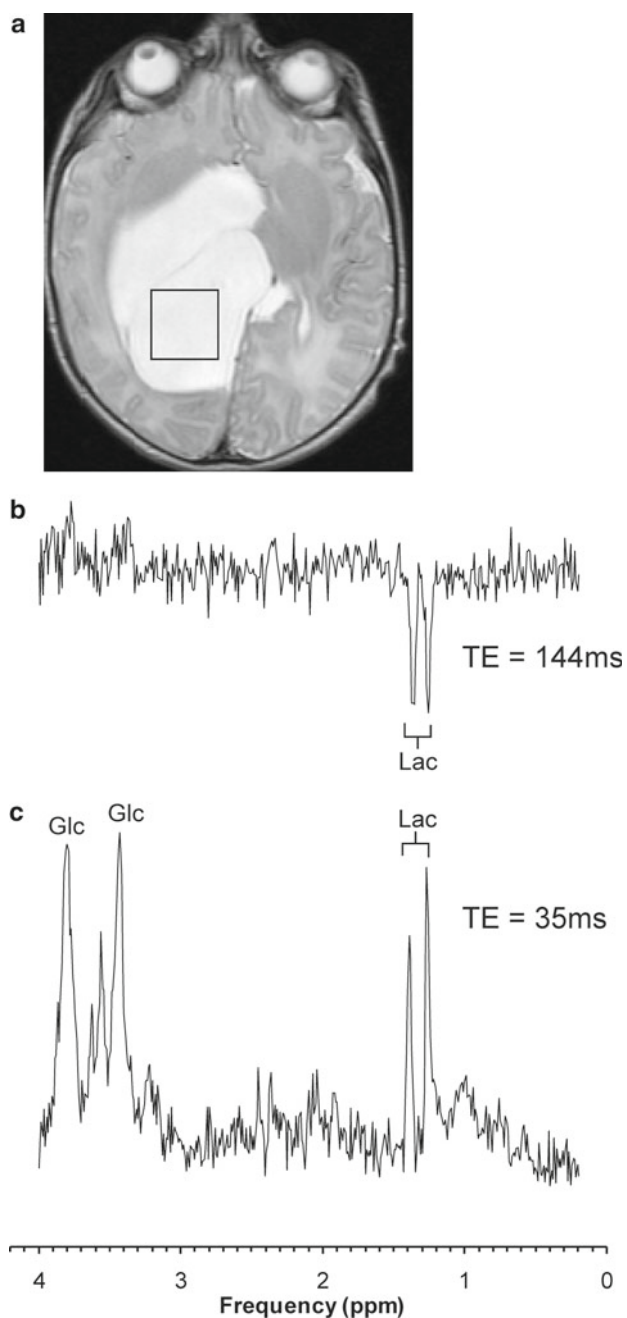 a
b
TE = 144ms
Lac
c
Glc
Glc
Lac
TE = 35ms
4 3 2 1 0
Frequency (ppm)